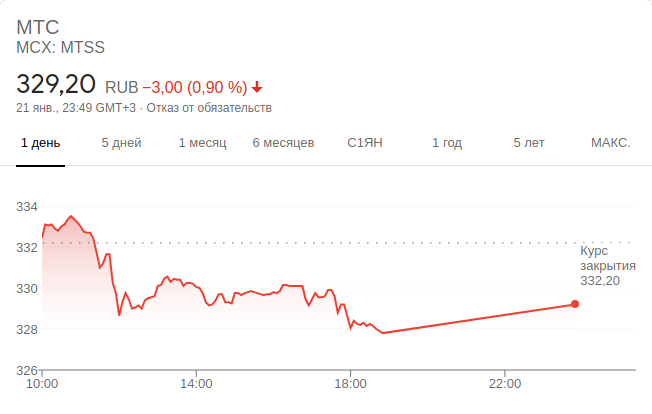 МТС
MCX: MTSS
329,20 RUB −3,00 (0,90 %)
21 янв., 23:49 GMT+3 · Отказ от обязательств
1 день 5 дней 1 месяц 6 месяцев С1ЯН 1 год 5 лет МАКС.
334
332
330
328
326
Курс
закрытия
332,20
10:00 14:00 18:00 22:00